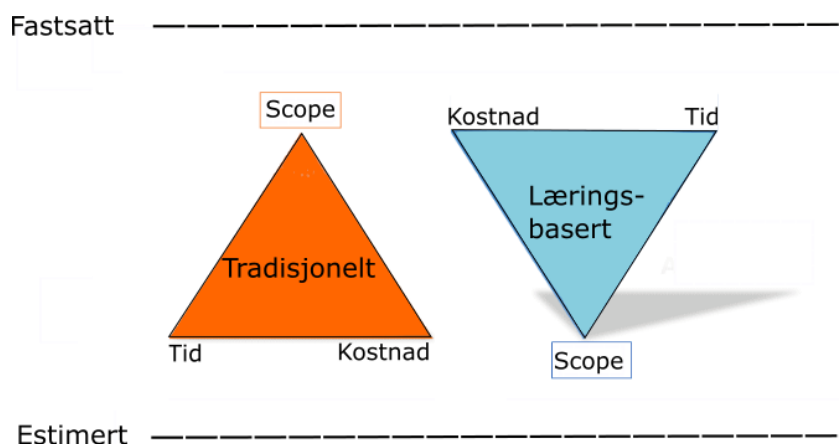 Fastsatt
Scope
Tradisjonelt
Tid
Kostnad
Kostnad
Tid
Lærings-
basert
Scope
Estimert